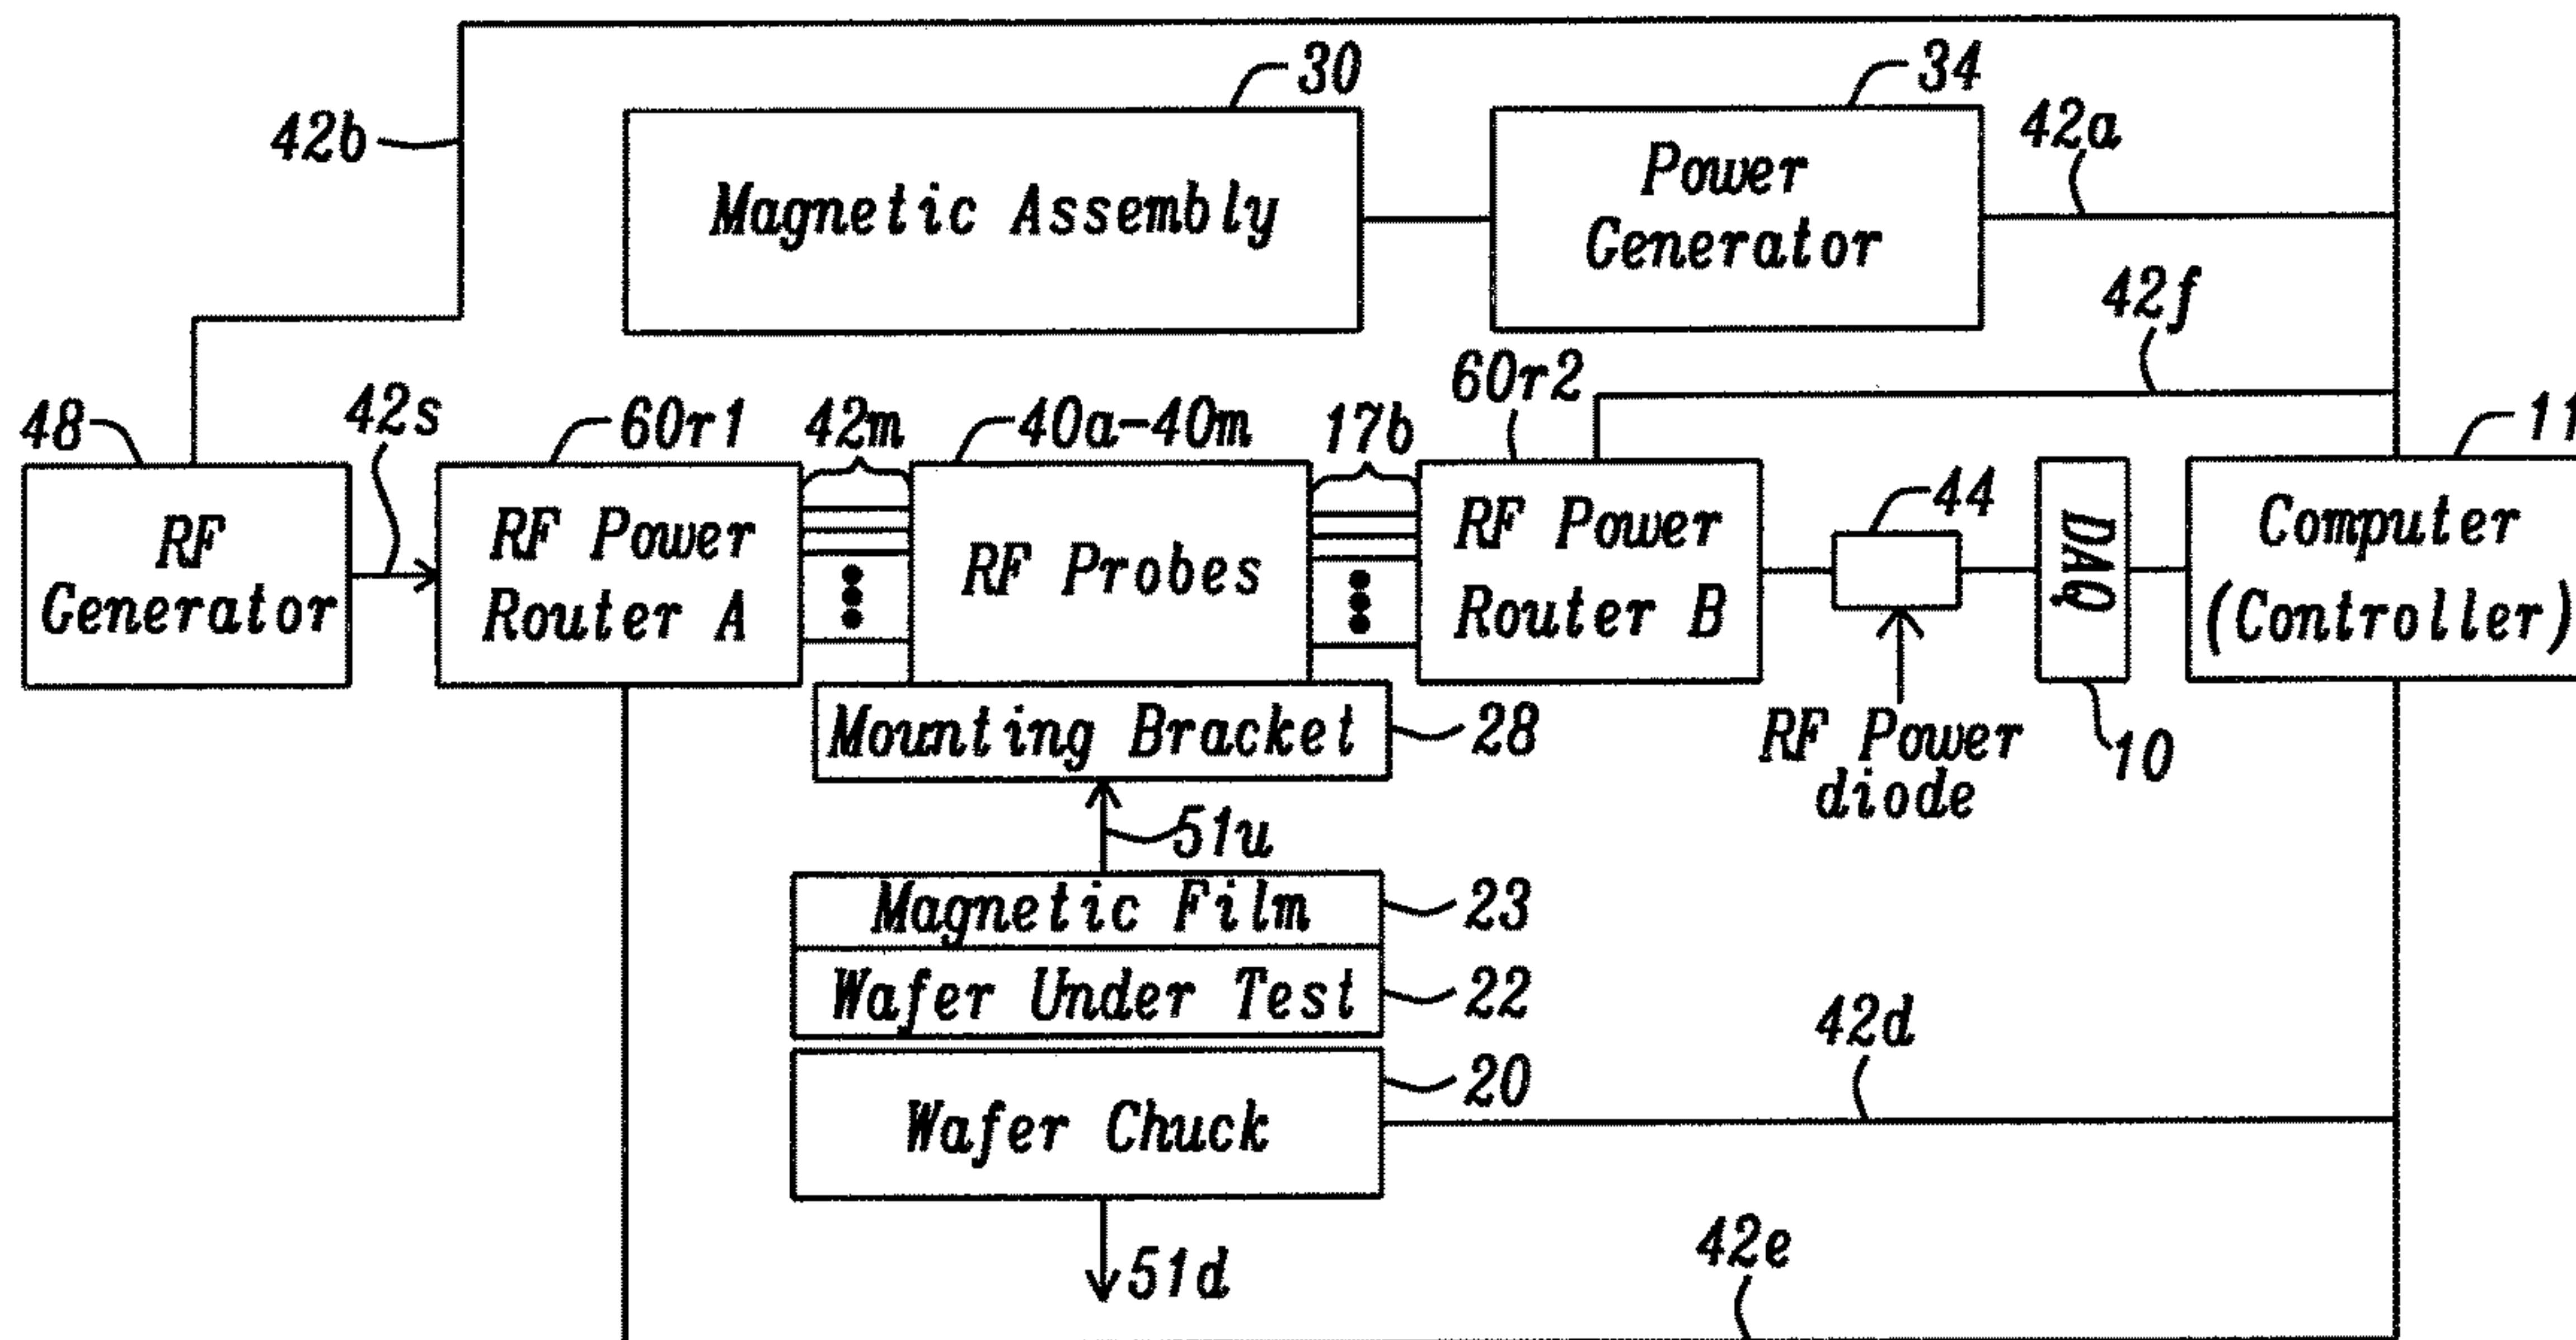 30
34
42b
42a
Magnetic Assembly
Power
Generator
42f
60r2
48
42s
60r1
42m
40a-40m
17b
44
11
RF
Generator
RF Power
Router A
RF Probes
RF Power
Router B
DAQ
Computer
(Controller)
Mounting Bracket
28
RF Power
diode
10
51u
Magnetic Film
23
Wafer Under Test
22
42d
Wafer Chuck
20
51d
42e